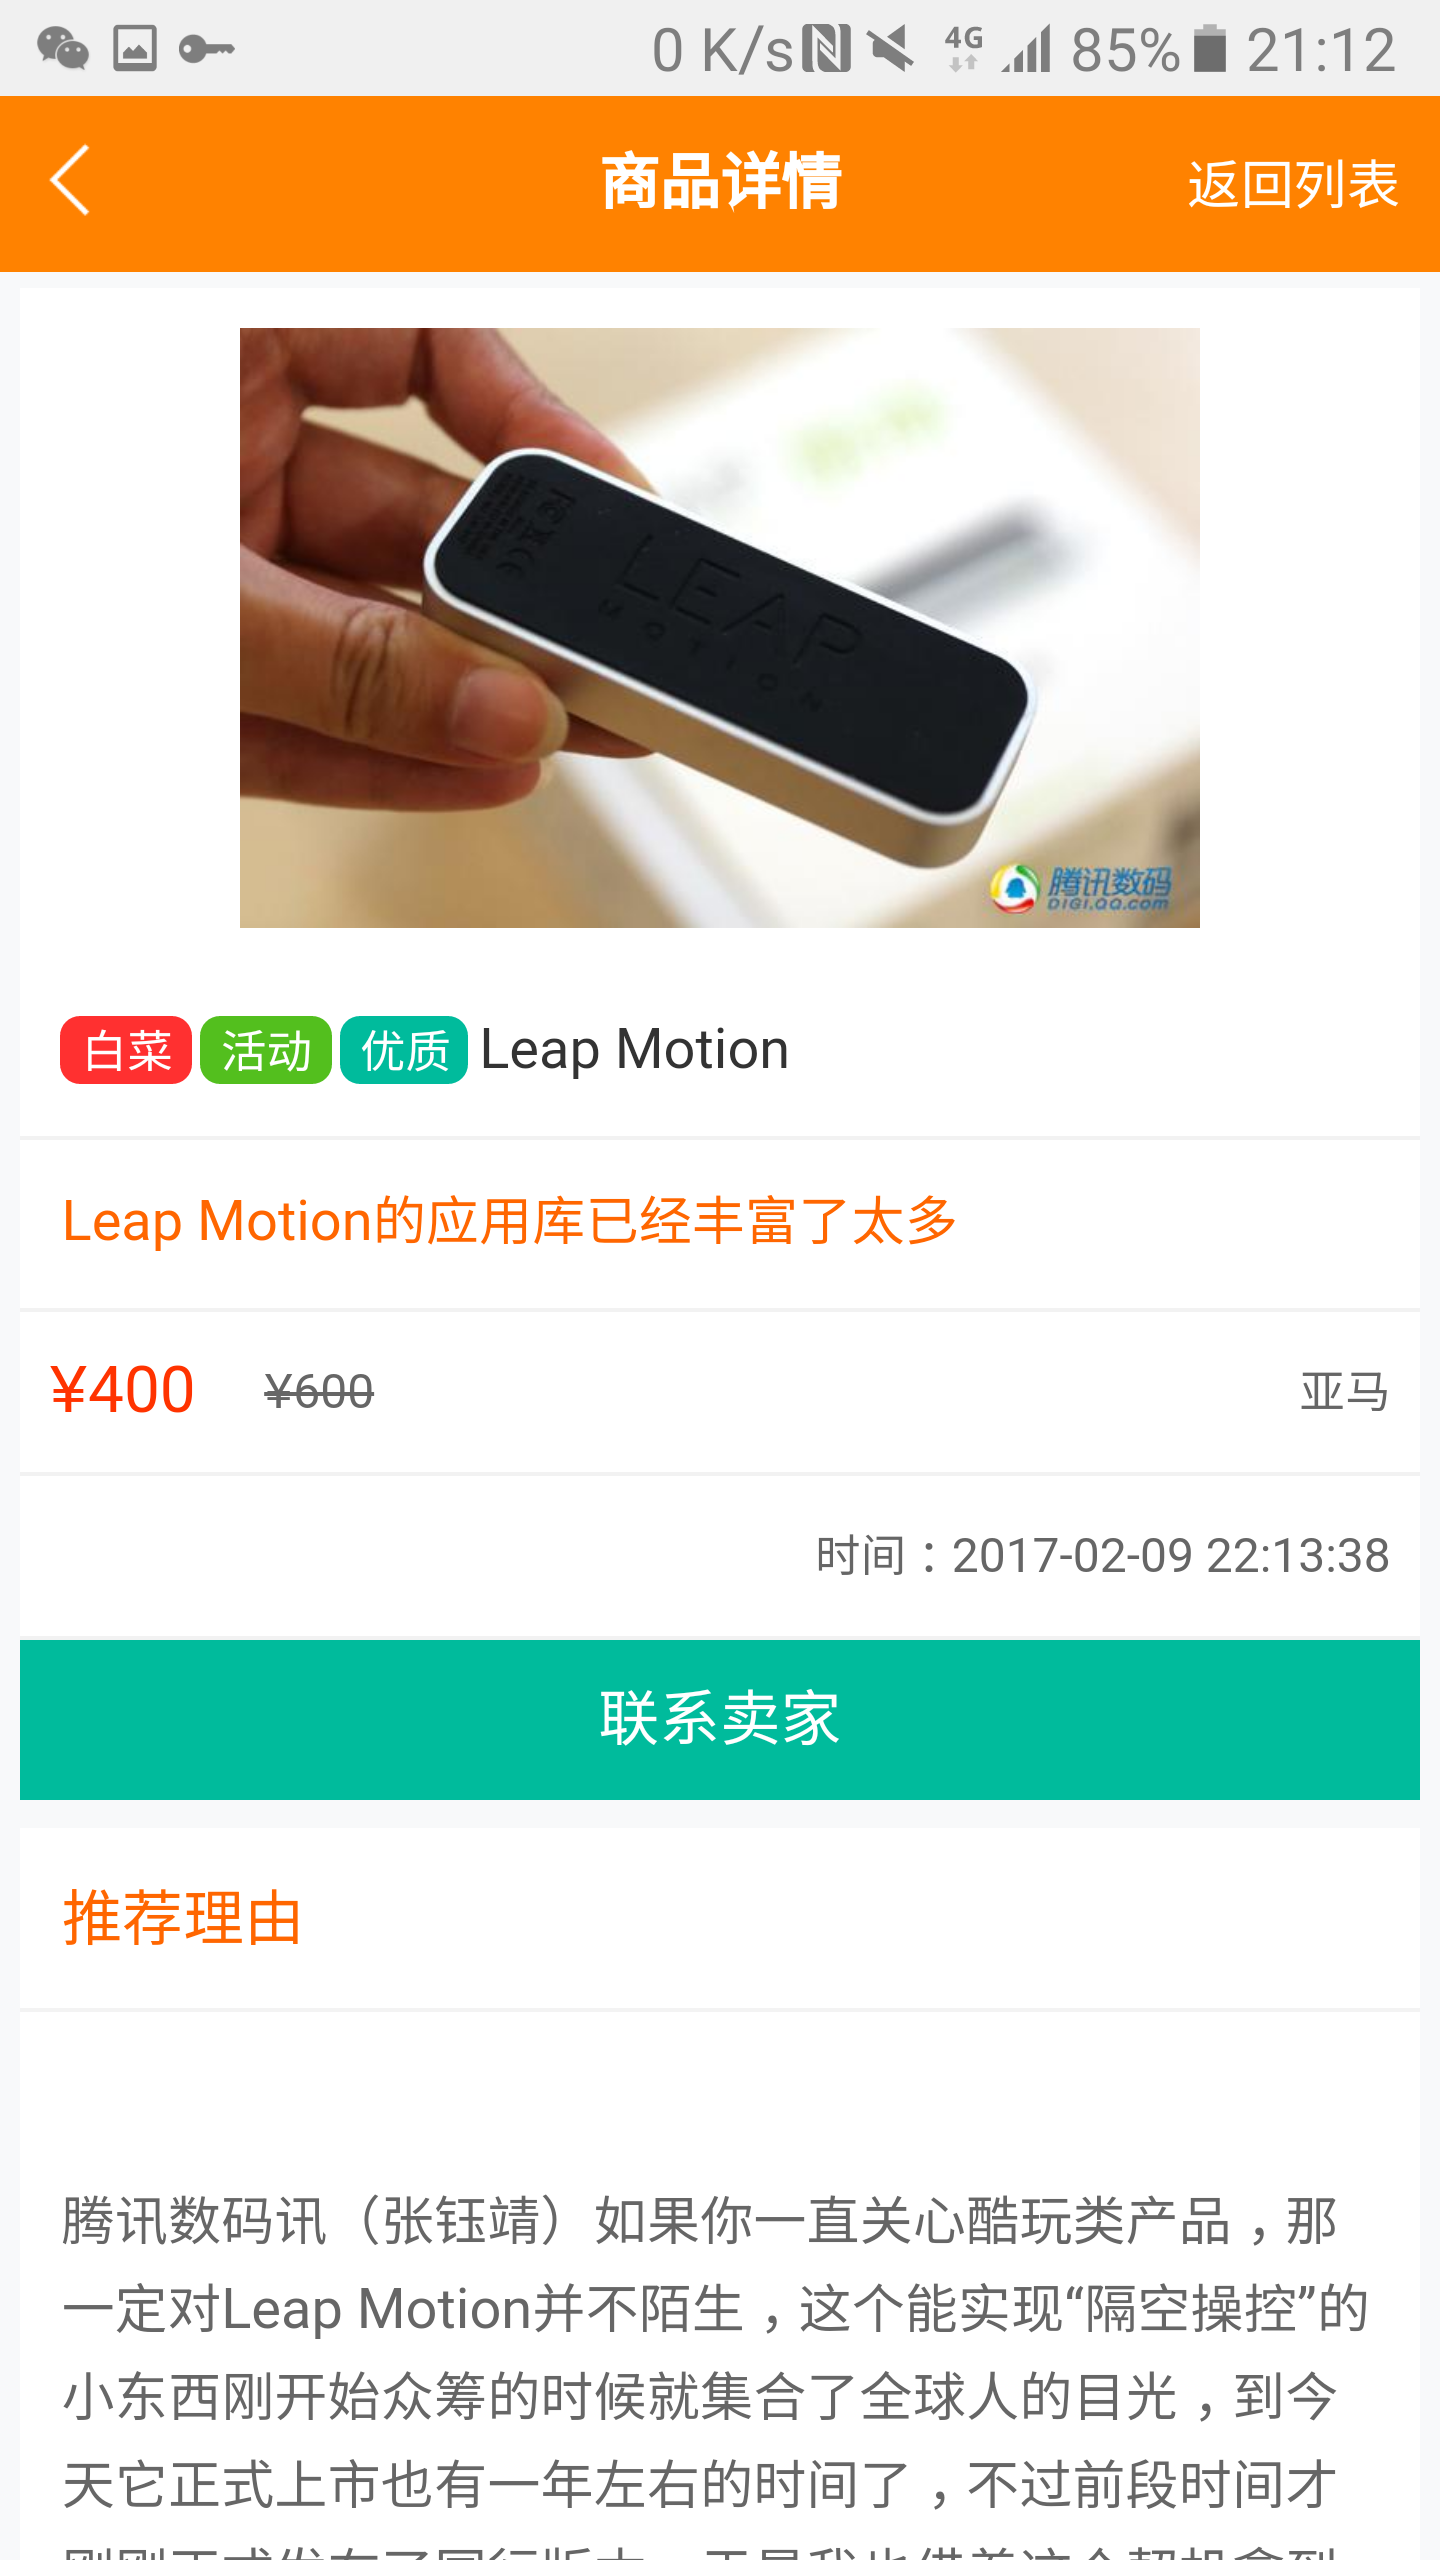 0 K/s 4G 85% 21:12
商品详情
返回列表
LEAP
MOTION
腾讯数码
DIGI.QQ.COM
白菜 活动 优质 Leap Motion
Leap Motion的应用库已经丰富了太多
¥400 ¥600 亚马
时间：2017-02-09 22:13:38
联系卖家
推荐理由
腾讯数码讯（张钰靖）如果你一直关心酷玩类产品，那
一定对Leap Motion并不陌生，这个能实现“隔空操控”的
小东西刚开始众筹的时候就集合了全球人的目光，到今
天它正式上市也有一年左右的时间了，不过前段时间才